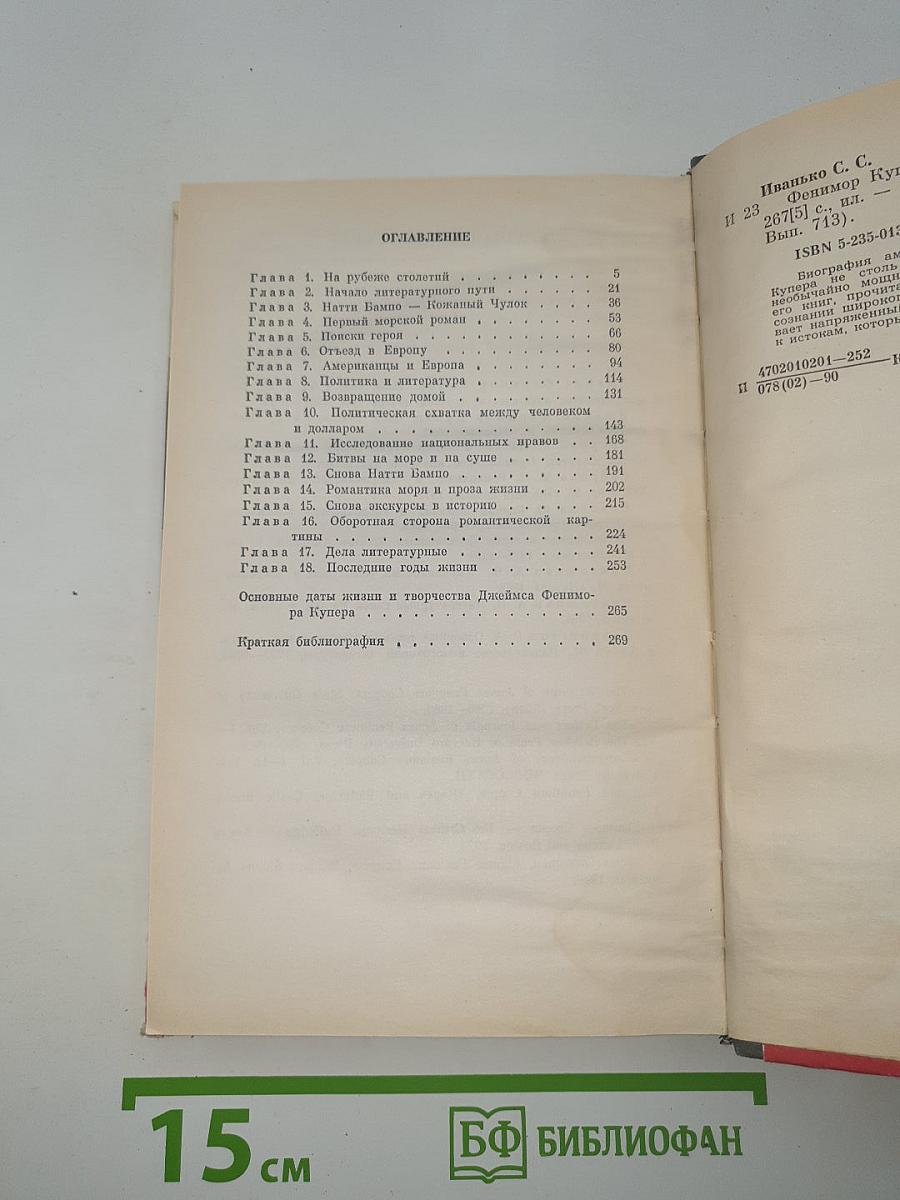 ОГЛАВЛЕНИЕ
Глава 1. На рубеже столетий . . . . . . . . . 5
Глава 2. Начало литературного пути . . . . . . 21
Глава 3. Натти Бампо — Кожаный Чулок . . . . 36
Глава 4. Первый морской роман . . . . . . . . 53
Глава 5. Поиски героя . . . . . . . . . . . . 66
Глава 6. Отъезд в Европу . . . . . . . . . . 80
Глава 7. Американцы и Европа . . . . . . . . 94
Глава 8. Политика и литература . . . . . . . . 114
Глава 9. Возвращение домой . . . . . . . . . 131
Глава 10. Политическая схватка между человеком
и долларом . . . . . . . . . . . . . . 143
Глава 11. Исследование национальных нравов . . 168
Глава 12. Битвы на море и на суше . . . . . . 181
Глава 13. Снова Натти Бампо . . . . . . . . . 191
Глава 14. Романтика моря и проза жизни . . . . 202
Глава 15. Снова экскурсы в историю . . . . . . 215
Глава 16. Оборотная сторона романтической кар-
тины . . . . . . . . . . . . . . . . . 224
Глава 17. Дела литературные . . . . . . . . . 241
Глава 18. Последние годы жизни . . . . . . . 253
Основные даты жизни и творчества Джеймса Фенимо-
ра Купера . . . . . . . . . . . . . . . 265
Краткая библиография . . . . . . . . . . . . . 269
Иванько С. С.
И 23 Фенимор
267[5] с., ил. —
Вып. 713).
ISBN 5-235-013
Биография
Купера не столь
необычайно
его книг,
сознании
вает
к истокам,
И 4702010201—252
078(02)—90
15 см
БФ БИБЛИОФАН